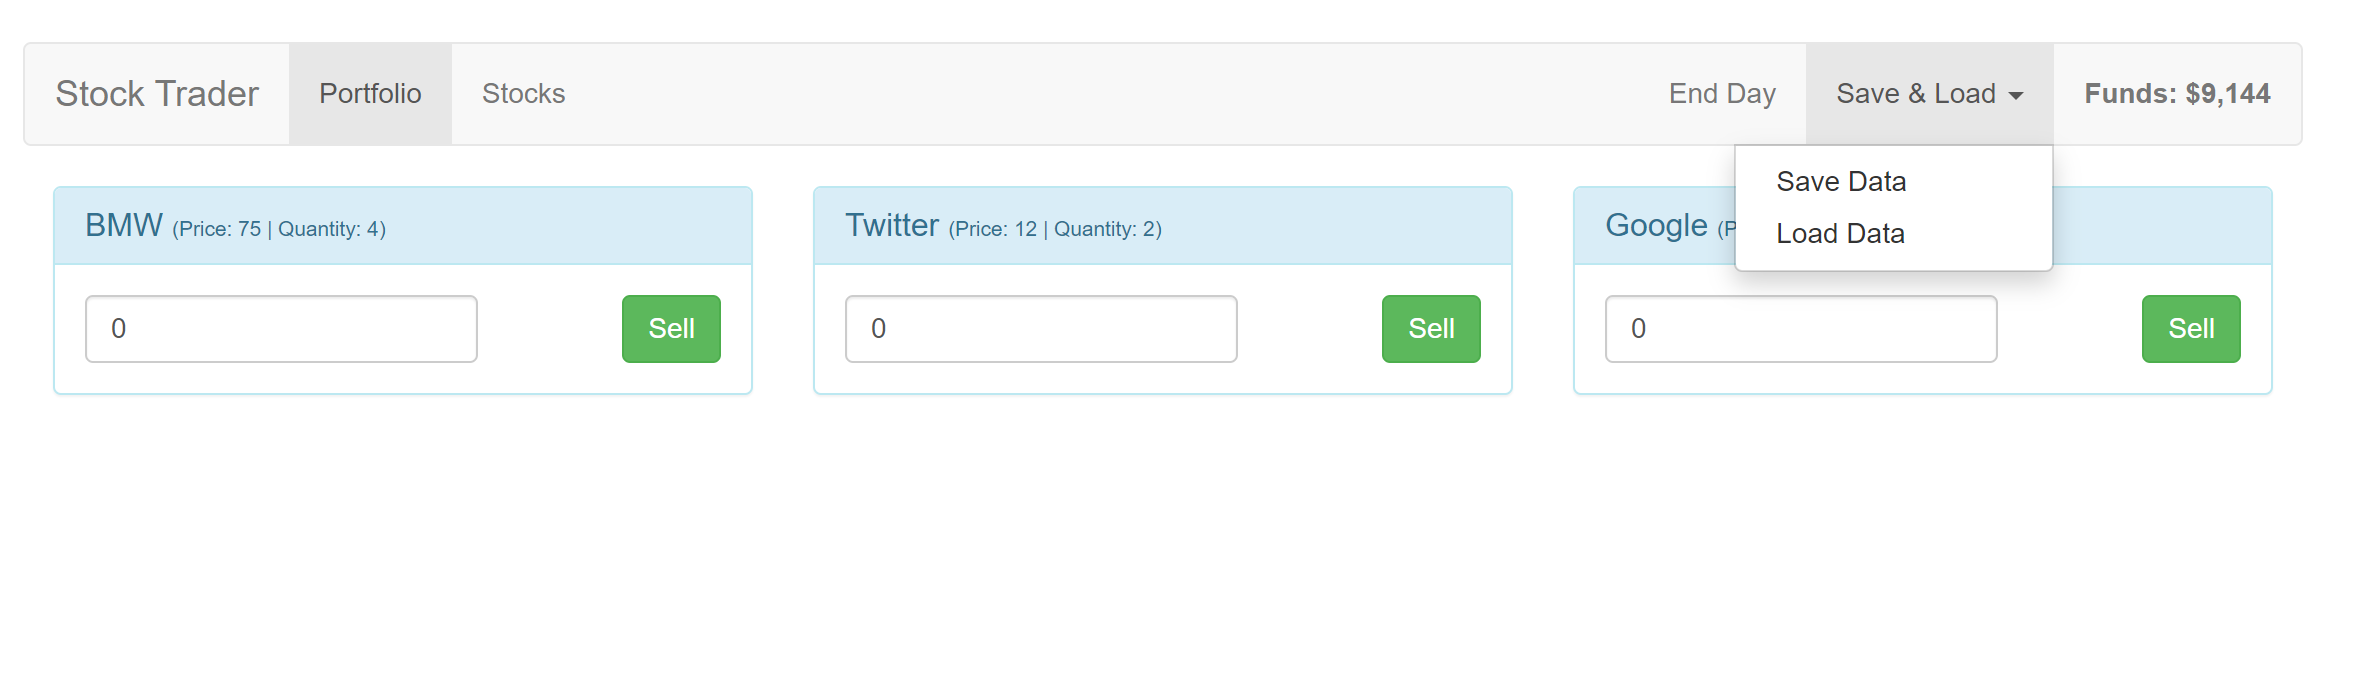 Stock Trader Portfolio Stocks End Day Save & Load Funds: $9,144
Save Data
Load Data
BMW (Price: 75 | Quantity: 4)
0 Sell
Twitter (Price: 12 | Quantity: 2)
0 Sell
Google
0 Sell